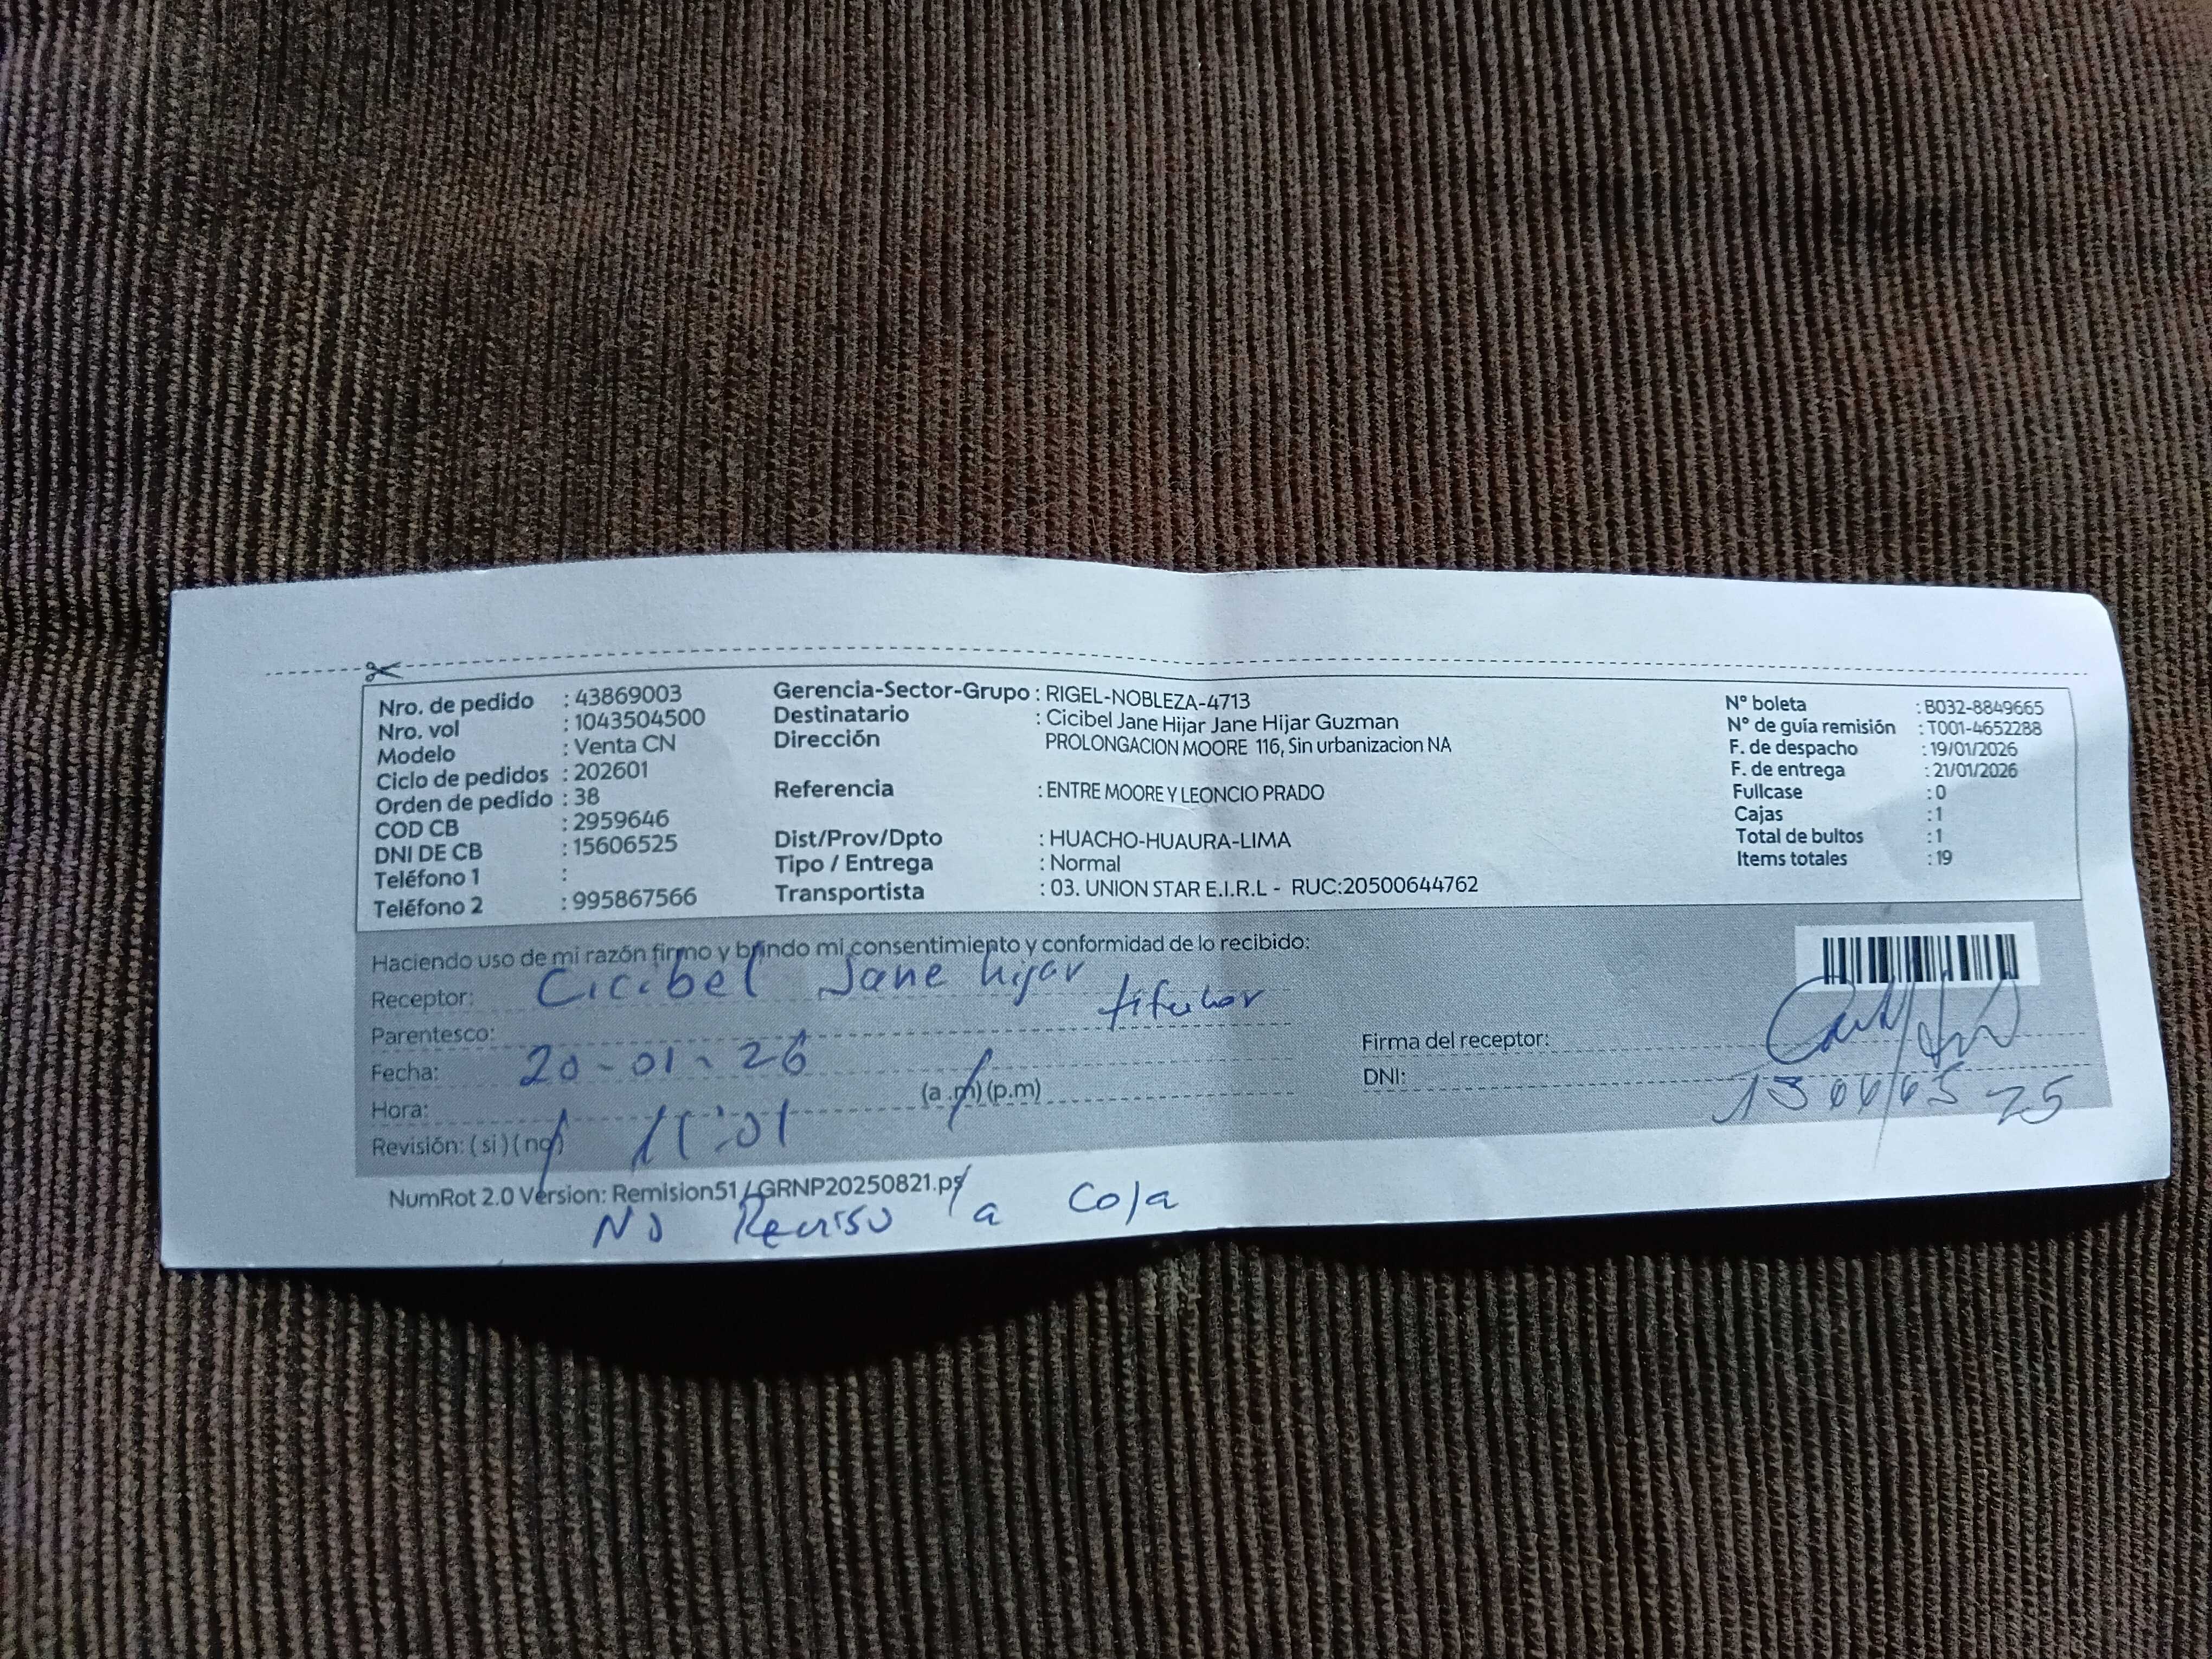 Nro. de pedido : 43869003
Nro. vol : 1043504500
Modelo : Venta CN
Ciclo de pedidos : 202601
Orden de pedido : 38
COD CB : 2959646
DNI DE CB : 15606525
Teléfono 1 :
Teléfono 2 : 995867566
Gerencia-Sector-Grupo : RIGEL-NOBLEZA-4713
Destinatario : Cicibel Jane Hijar Jane Hijar Guzman
Dirección PROLONGACION MOORE 116, Sin urbanizacion NA
Referencia : ENTRE MOORE Y LEONCIO PRADO
Dist/Prov/Dpto : HUACHO-HUAURA-LIMA
Tipo / Entrega : Normal
Transportista : 03. UNION STAR E.I.R.L - RUC:20500644762
N° boleta : B032-8849665
N° de guía remisión : T001-4652288
F. de despacho : 19/01/2026
F. de entrega : 21/01/2026
Fullcase : 0
Cajas : 1
Total de bultos : 1
Items totales : 19
Haciendo uso de mi razón firmo y brindo mi consentimiento y conformidad de lo recibido:
Receptor: Cicibel Jane hijar
Parentesco: titular
Fecha: 20-01-26
Hora: 11:01 (a.m) (p.m)
Revisión: (si) (no)
Firma del receptor:
DNI:
NumRot 2.0 Version: Remision51 / GRNP20250821.ps
No Reviso la Caja